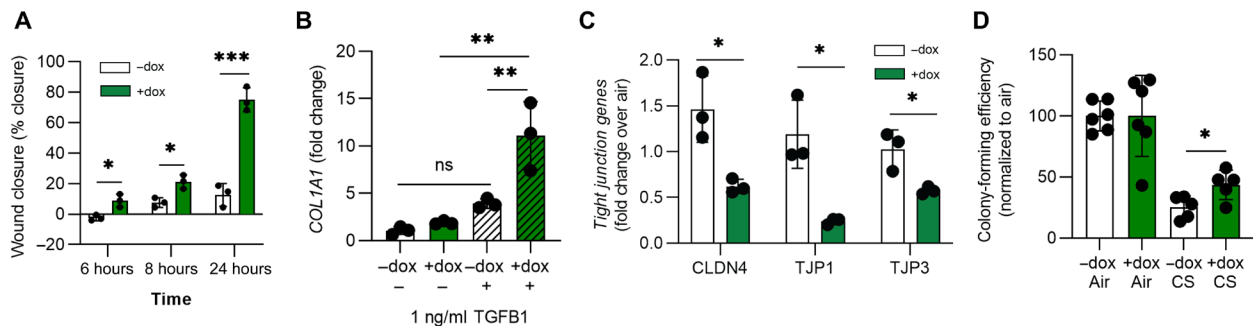 A
Wound closure (% closure)
100
80
60
40
20
0
–20
–dox
+dox
*
*
***
6 hours
8 hours
24 hours
Time
B
COL1A1 (fold change)
20
15
10
5
0
ns
**
**
–dox
+dox
–dox
+dox
–
–
+
+
1 ng/ml TGFB1
C
Tight junction genes
(fold change over air)
2.0
1.5
1.0
0.5
0.0
–dox
+dox
*
*
*
CLDN4
TJP1
TJP3
D
Colony-forming efficiency
(normalized to air)
150
100
50
0
*
–dox
Air
+dox
Air
–dox
CS
+dox
CS